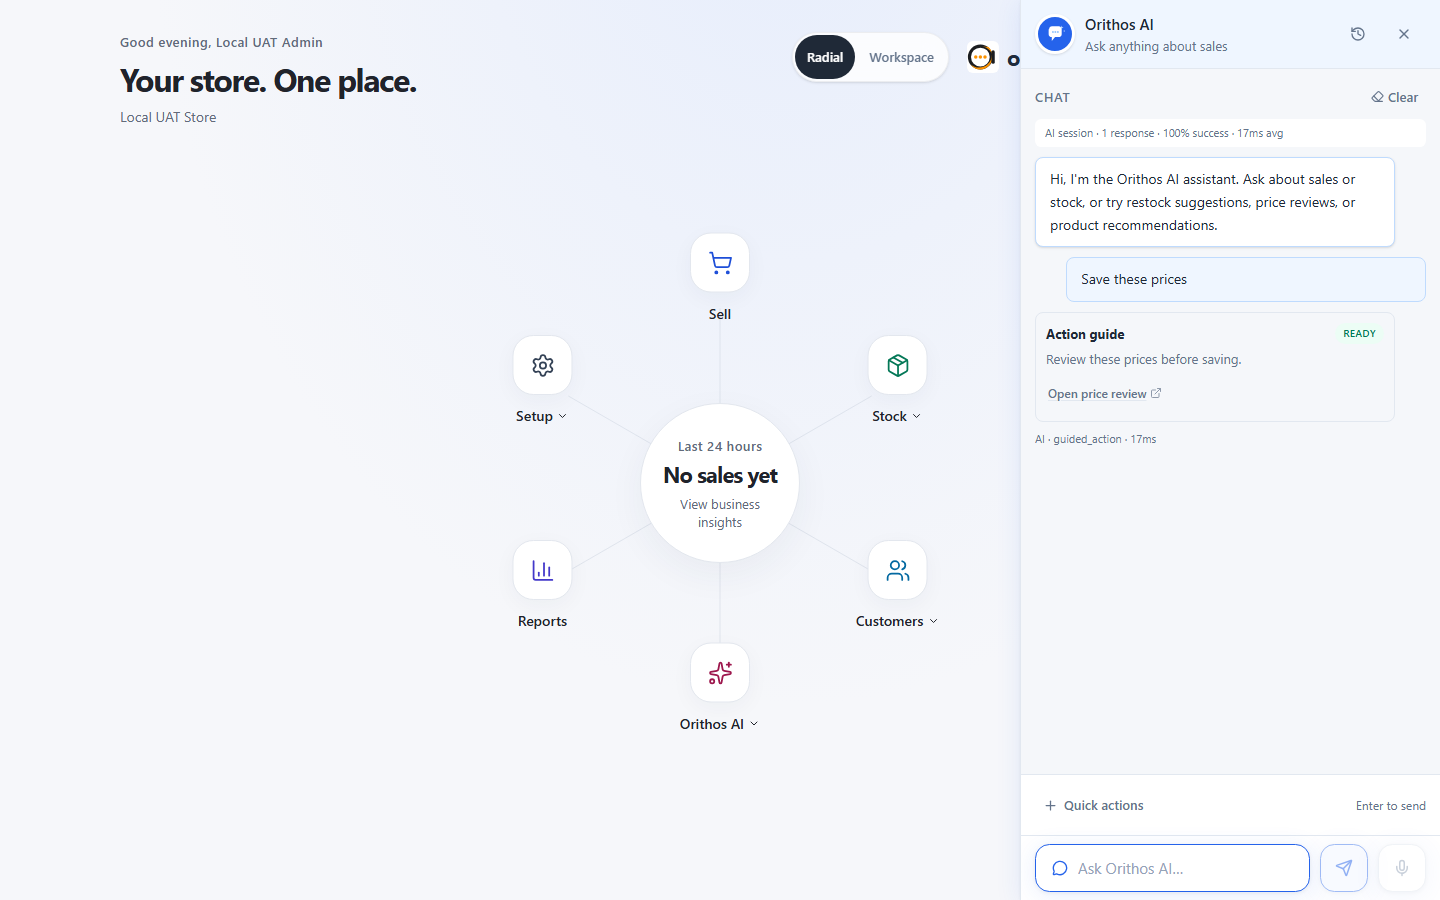 Good evening, Local UAT Admin
Your store. One place.
Local UAT Store
Radial
Workspace
o
Sell
Setup
Stock
Last 24 hours
No sales yet
View business
insights
Reports
Customers
Orithos AI
Orithos AI
Ask anything about sales
CHAT
Clear
AI session · 1 response · 100% success · 17ms avg
Hi, I'm the Orithos AI assistant. Ask about sales or
stock, or try restock suggestions, price reviews, or
product recommendations.
Save these prices
Action guide
READY
Review these prices before saving.
Open price review
AI · guided_action · 17ms
Quick actions
Enter to send
Ask Orithos AI...